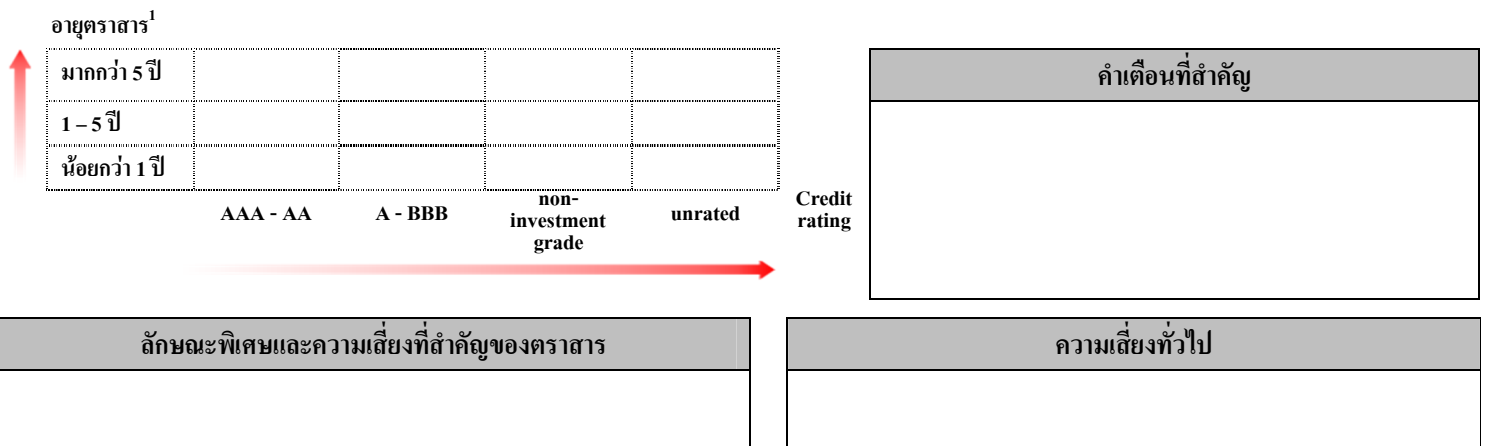 อายุตราสาร1
มากกว่า 5 ปี
1 – 5 ปี
น้อยกว่า 1 ปี
AAA - AA
A - BBB
non-
investment
grade
unrated
Credit
rating
คำเตือนที่สำคัญ
ลักษณะพิเศษและความเสี่ยงที่สำคัญของตราสาร
ความเสี่ยงทั่วไป